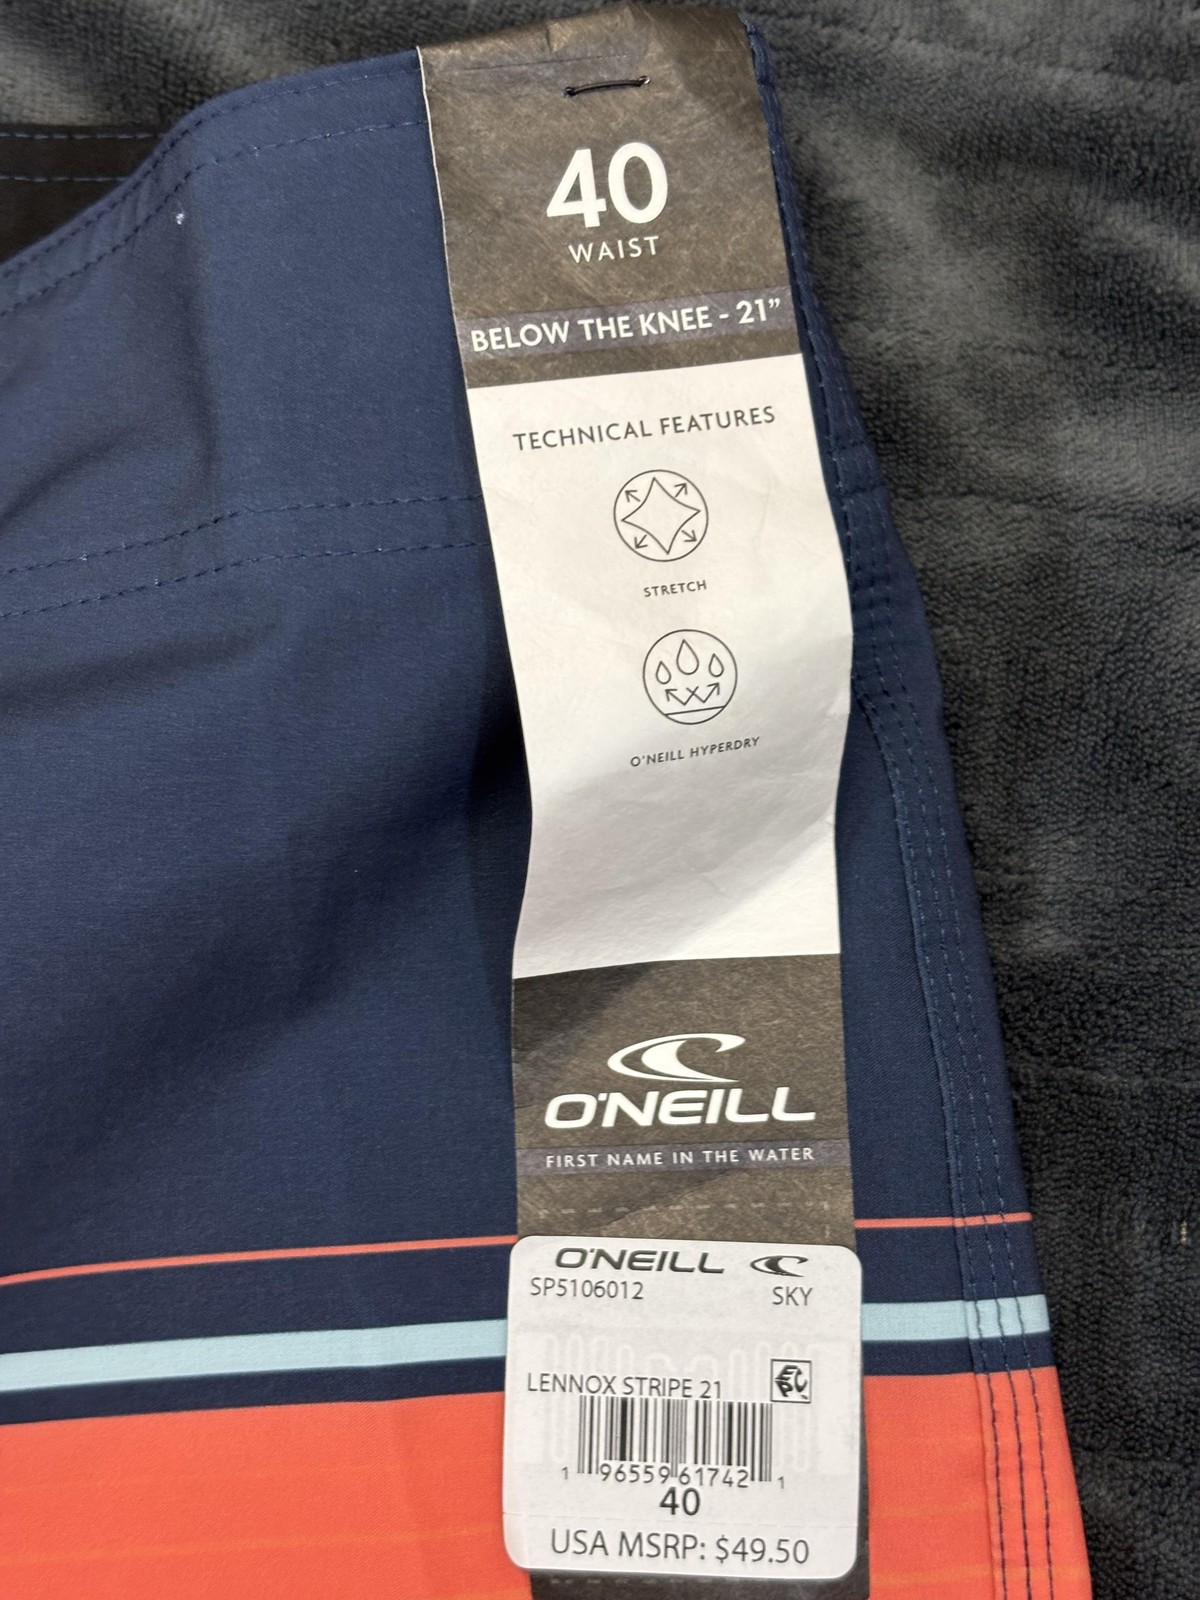 40
WAIST
BELOW THE KNEE - 21”
TECHNICAL FEATURES
STRETCH
O'NEILL HYPERDRY
O'NEILL
FIRST NAME IN THE WATER
O'NEILL
SP5106012 SKY
LENNOX STRIPE 21
1 96559 61742 1
40
USA MSRP: $49.50